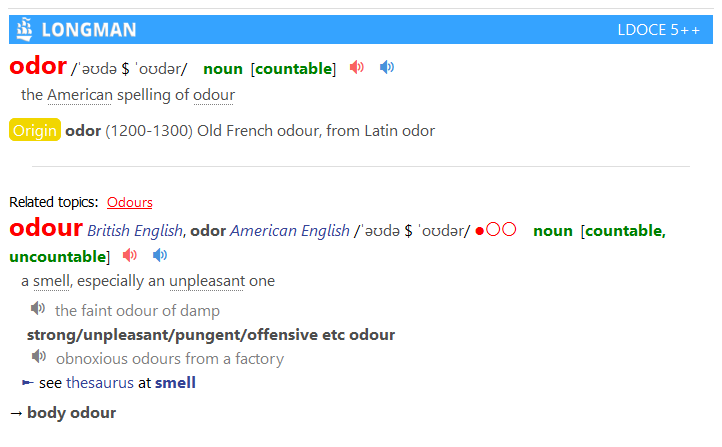 LONGMAN LDOCE 5++
odor /ˈəʊdə $ ˈoʊdər/ noun [countable]
the American spelling of odour
Origin odor (1200-1300) Old French odour, from Latin odor
Related topics: Odours
odour British English, odor American English /ˈəʊdə $ ˈoʊdər/ ●○○ noun [countable,
uncountable]
a smell, especially an unpleasant one
the faint odour of damp
strong/unpleasant/pungent/offensive etc odour
obnoxious odours from a factory
► see thesaurus at smell
→ body odour